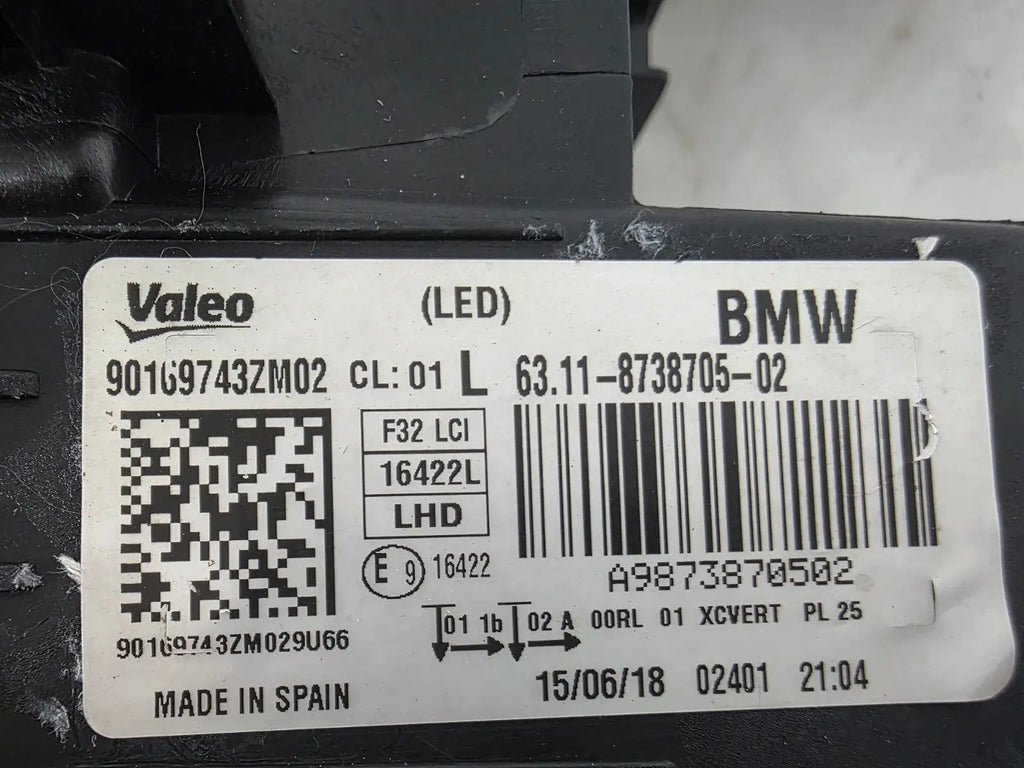 Valeo (LED) BMW
90169743ZM02 CL: 01 L 63.11-8738705-02
F32 LCI
16422L
LHD
E 9 16422
A9873870502
01 1b 02 A 00RL 01 XCVERT PL 25
90169743ZM029U66
15/06/18 02401 21:04
MADE IN SPAIN